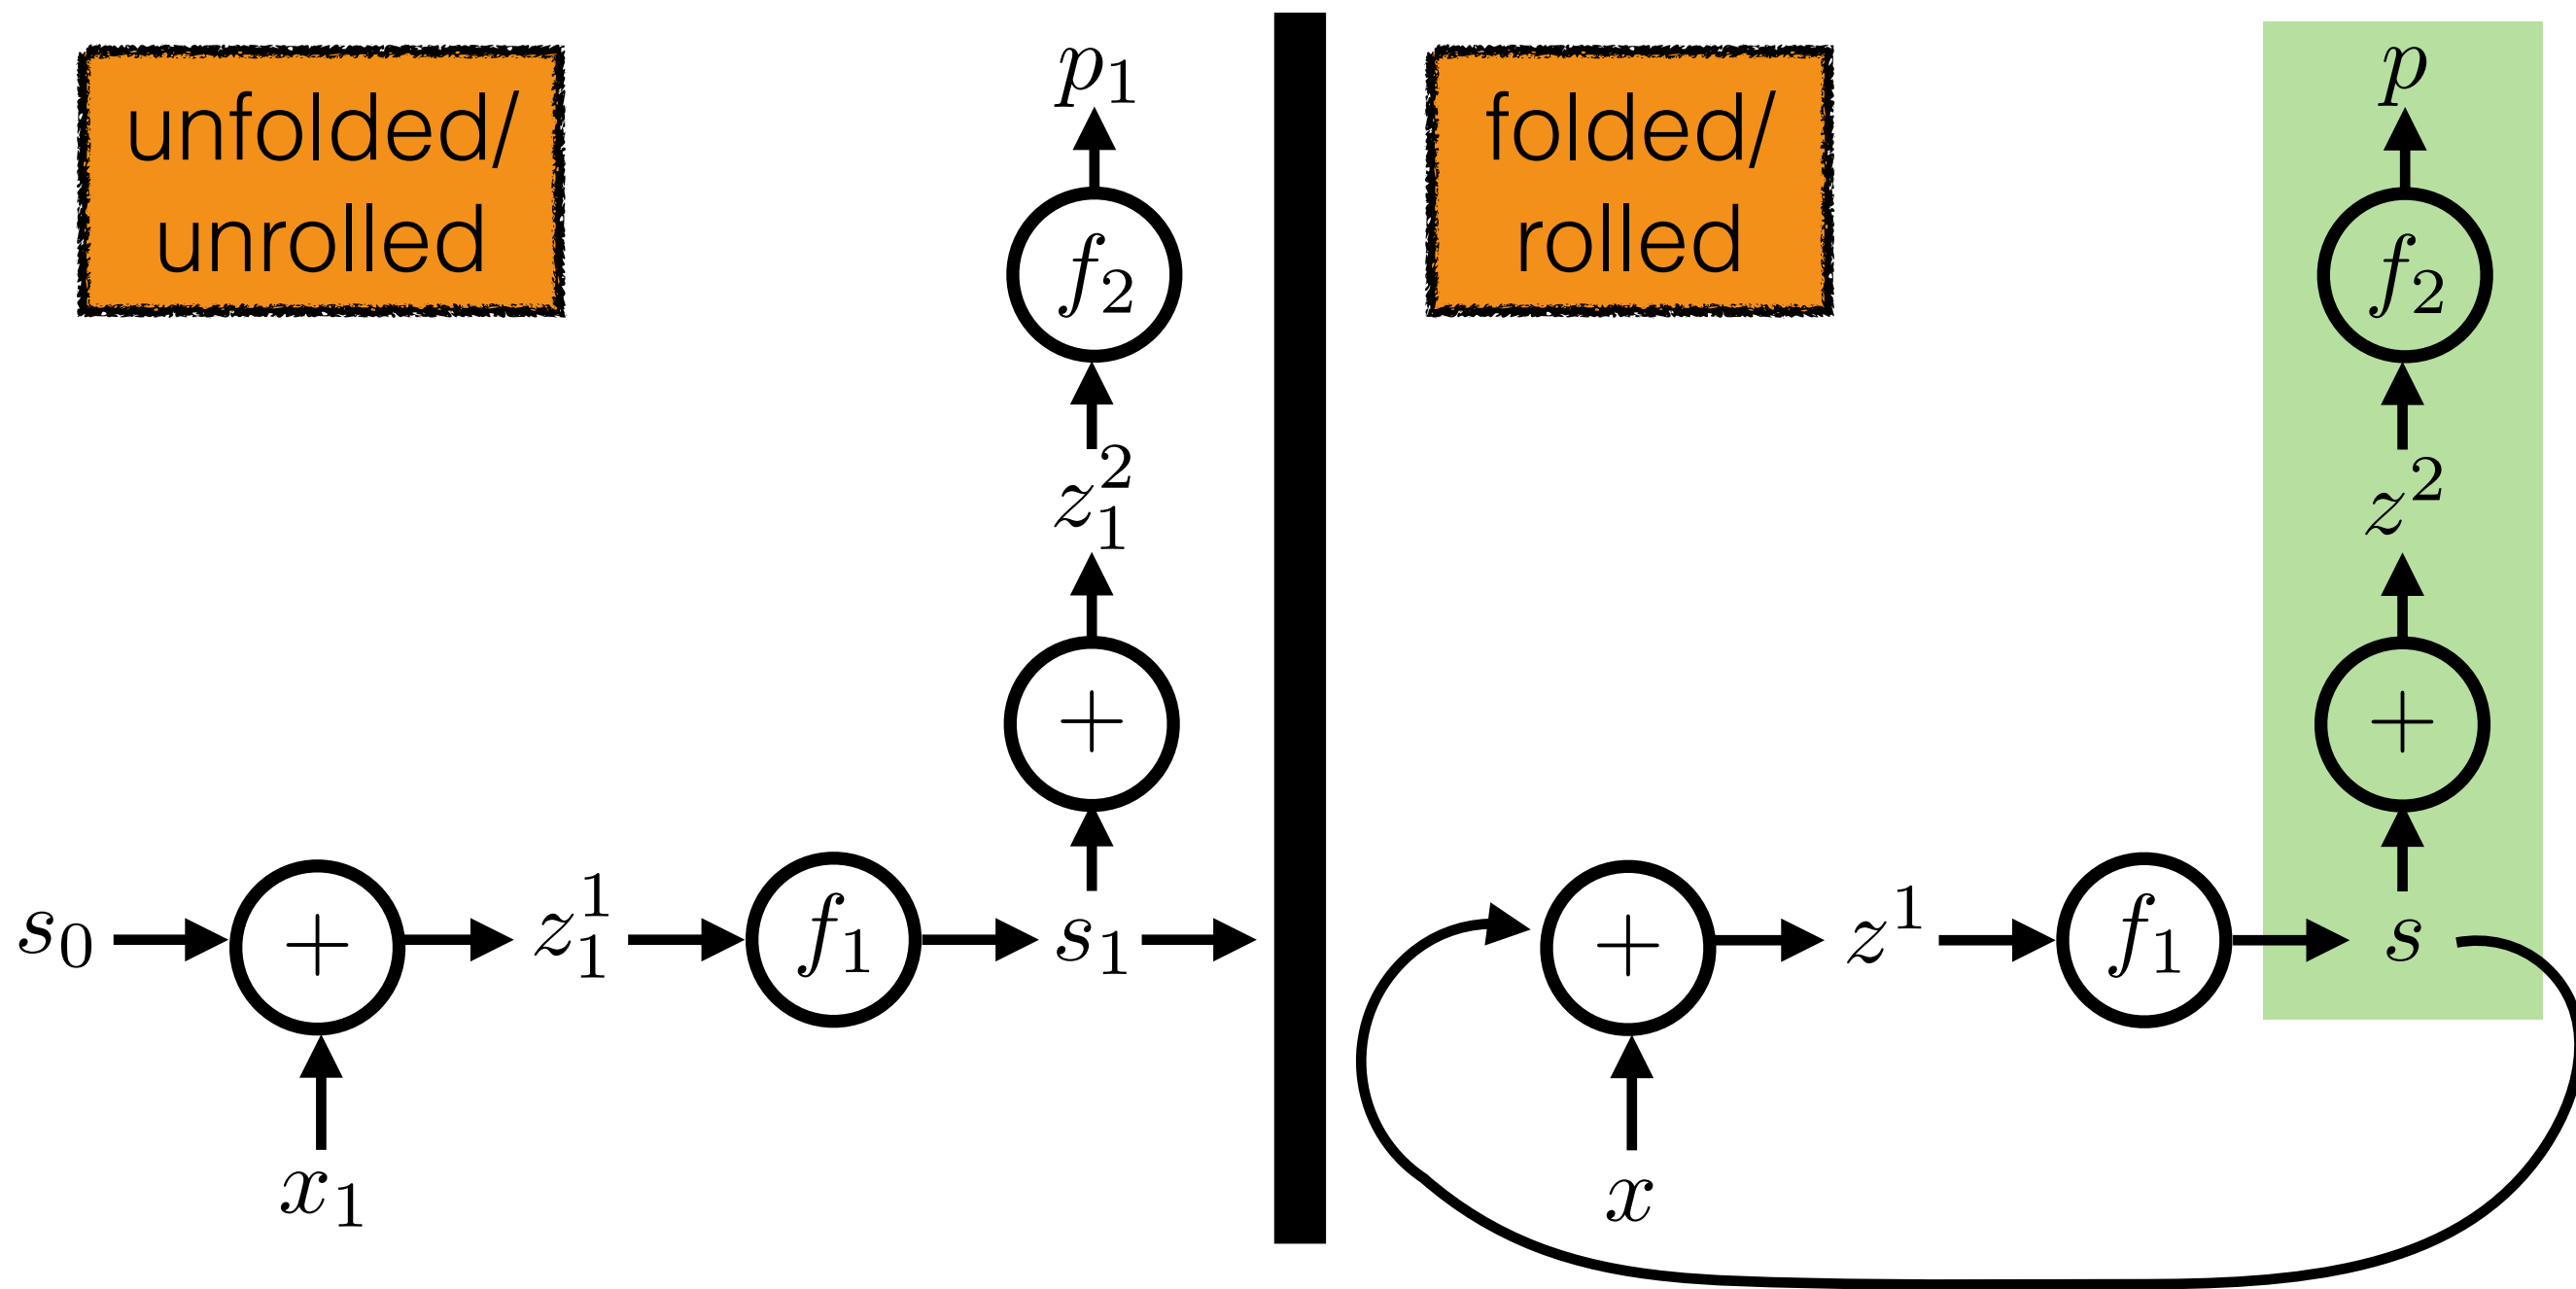 unfolded/
unrolled
p₁
f₂
z₁²
+
s₀ + z₁¹ f₁ s₁
x₁
folded/
rolled
p
f₂
z²
+
+ z¹ f₁ s
x